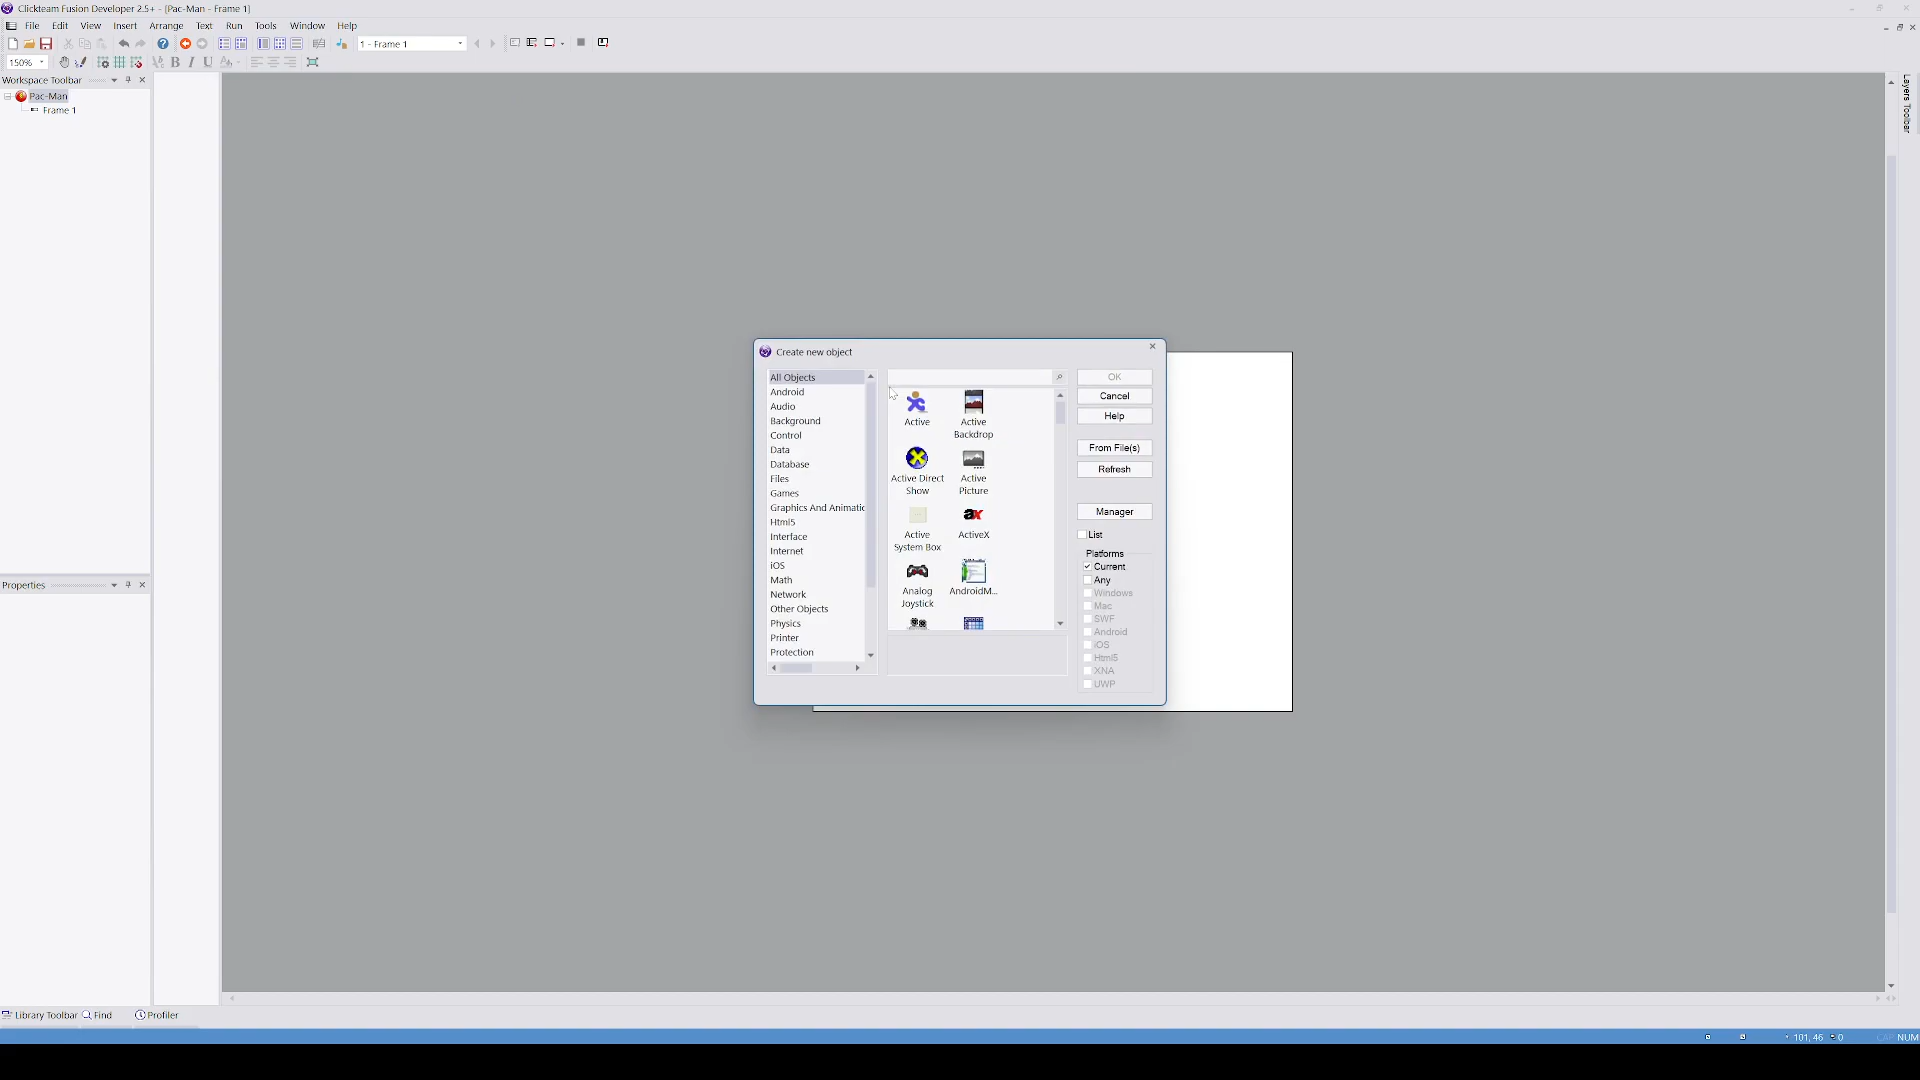 Clickteam Fusion Developer 2.5+ - [Pac-Man - Frame 1]
File Edit View Insert Arrange Text Run Tools Window Help
1 - Frame 1
150%
Workspace Toolbar
Pac-Man
Frame 1
Layers Toolbar
Create new object
All Objects
Android
Audio
Background
Control
Data
Database
Files
Games
Graphics And Animatic
Html5
Interface
Internet
iOS
Math
Network
Other Objects
Physics
Printer
Protection
Active
Active Backdrop
Active Direct Show
Active Picture
Active System Box
ActiveX
Analog Joystick
AndroidM...
OK
Cancel
Help
From File(s)
Refresh
Manager
List
Platforms
Current
Any
Windows
Mac
SWF
Android
iOS
Html5
XNA
UWP
Properties
Library Toolbar Find Profiler
101, 46 0 CAP NUM